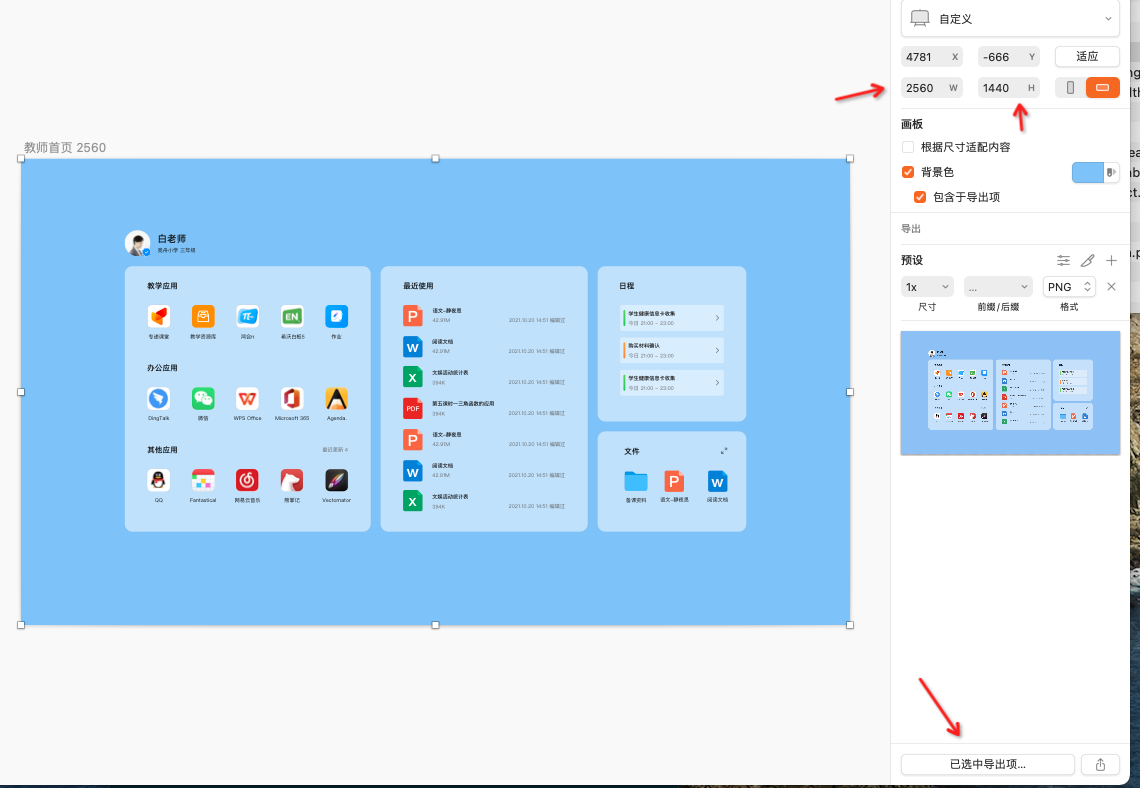 自定义
4781 X
-666 Y
适应
2560 W
1440 H
画板
根据尺寸适配内容
背景色
包含于导出项
导出
预设
1x
...
PNG
尺寸
前缀/后缀
格式
已选中导出项...
教师首页 2560
白老师
教学应用
专递课堂
教学资源库
EN
希沃白板5
作业
办公应用
DingTalk
微信
WPS Office
Microsoft 365
Agenda.
其他应用
最近更新 4
QQ
Fantastical
网易云音乐
熊掌记
Vectornator
最近使用
P
语文-静夜思
42.91M
2021.10.20 14:51 编辑过
W
阅读文档
42.91M
2021.10.20 14:51 编辑过
X
文娱活动统计表
394K
2021.10.20 14:51 编辑过
PDF
第五课时一三角函数的应用
394K
2021.10.20 14:51 编辑过
P
语文-静夜思
42.91M
2021.10.20 14:51 编辑过
W
阅读文档
42.91M
2021.10.20 14:51 编辑过
X
文娱活动统计表
394K
2021.10.20 14:51 编辑过
日程
学生健康信息卡收集
今日 21:00 - 23:00
购买材料确认
今日 21:00 - 23:00
学生健康信息卡收集
今日 21:00 - 23:00
文件
P
W
备课资料
语文-静夜思
阅读文档